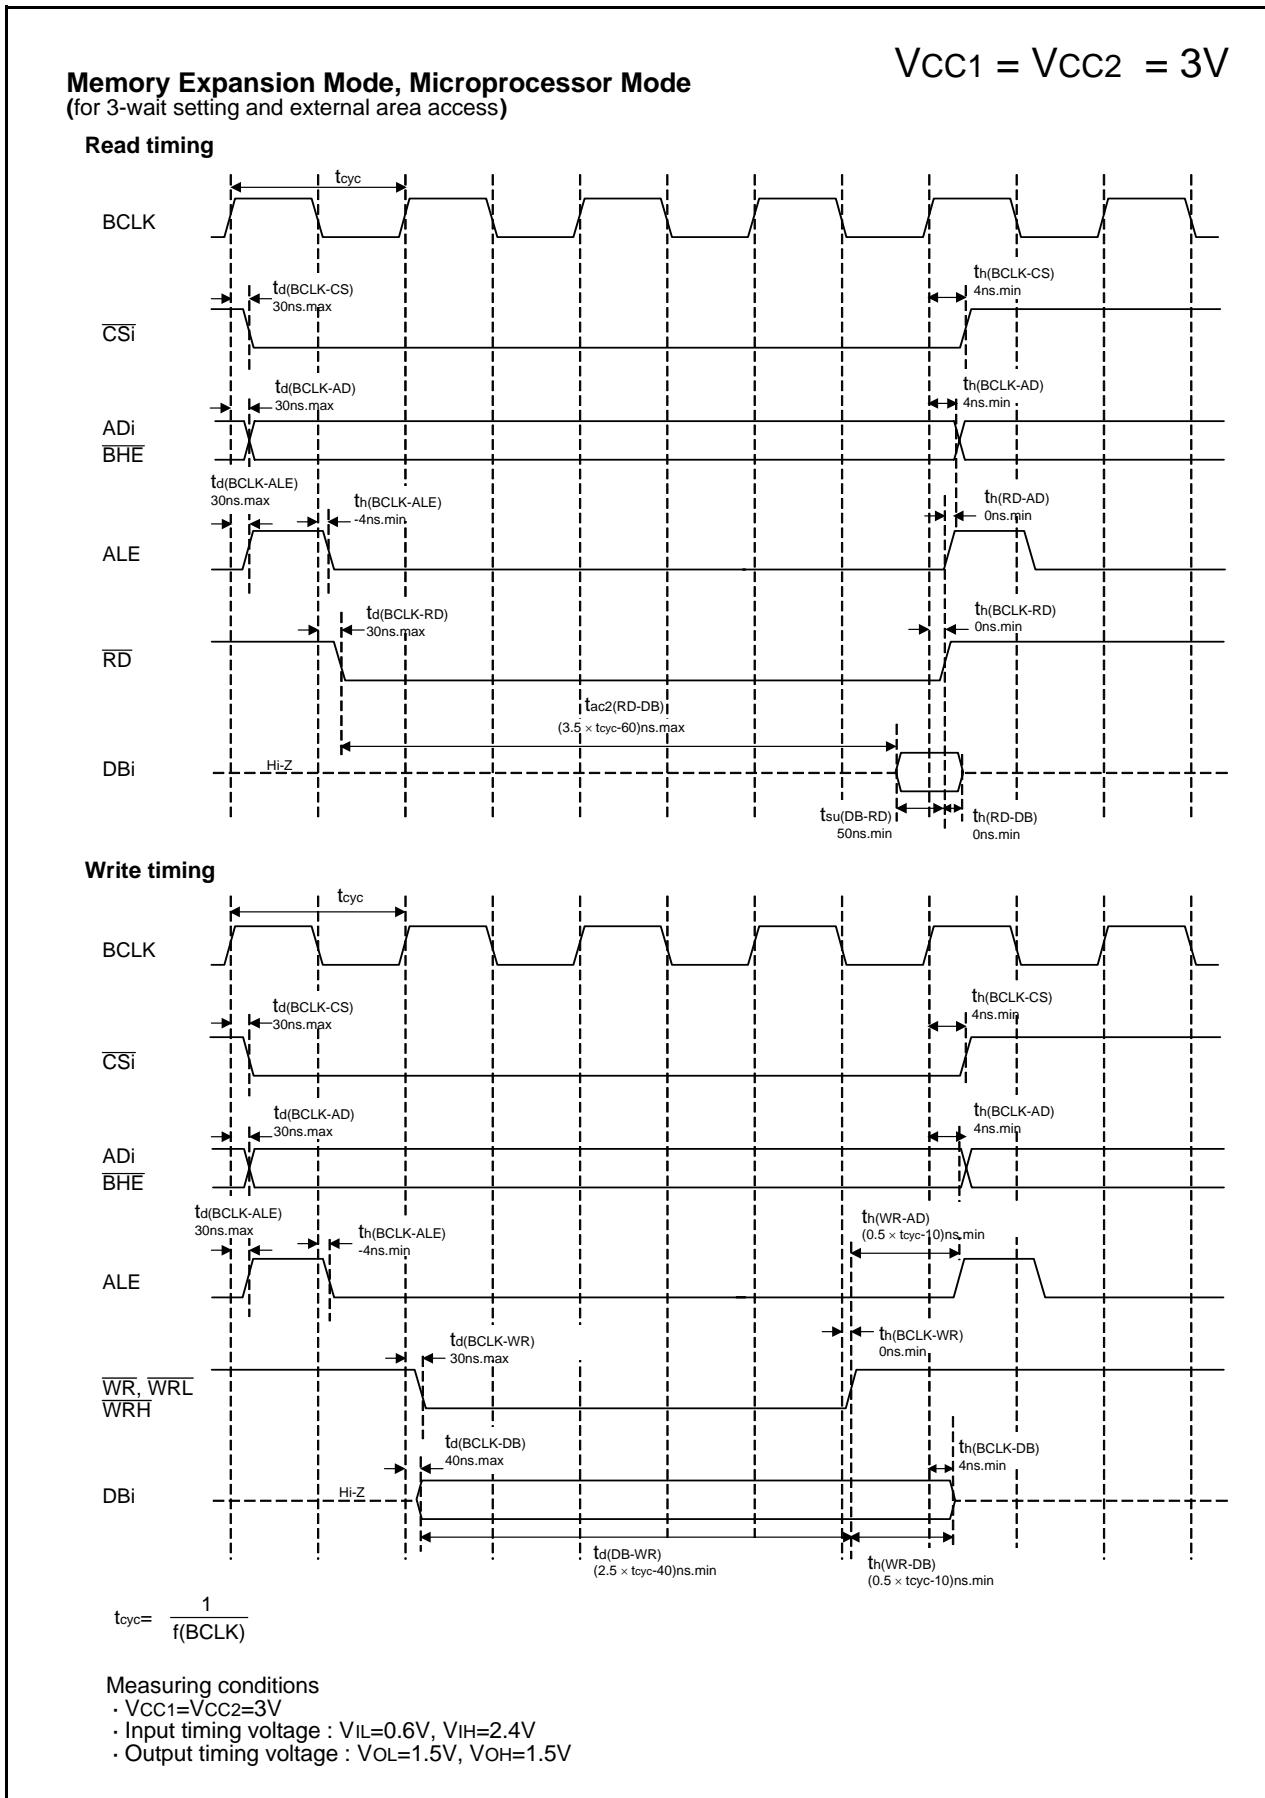 VCC1 = VCC2 = 3V
Memory Expansion Mode, Microprocessor Mode
(for 3-wait setting and external area access)
Read timing
tcyc
BCLK
td(BCLK-CS)
30ns.max
th(BCLK-CS)
4ns.min
CSi
td(BCLK-AD)
30ns.max
th(BCLK-AD)
4ns.min
ADi
BHE
td(BCLK-ALE)
30ns.max
th(BCLK-ALE)
-4ns.min
th(RD-AD)
0ns.min
ALE
td(BCLK-RD)
30ns.max
th(BCLK-RD)
0ns.min
RD
tac2(RD-DB)
(3.5 × tcyc-60)ns.max
DBi
Hi-Z
tsu(DB-RD)
50ns.min
th(RD-DB)
0ns.min
Write timing
tcyc
BCLK
td(BCLK-CS)
30ns.max
th(BCLK-CS)
4ns.min
CSi
td(BCLK-AD)
30ns.max
th(BCLK-AD)
4ns.min
ADi
BHE
td(BCLK-ALE)
30ns.max
th(BCLK-ALE)
-4ns.min
th(WR-AD)
(0.5 × tcyc-10)ns.min
ALE
td(BCLK-WR)
30ns.max
th(BCLK-WR)
0ns.min
WR, WRL
WRH
td(BCLK-DB)
40ns.max
th(BCLK-DB)
4ns.min
DBi
Hi-Z
td(DB-WR)
(2.5 × tcyc-40)ns.min
th(WR-DB)
(0.5 × tcyc-10)ns.min
tcyc= 1
f(BCLK)
Measuring conditions
· VCC1=VCC2=3V
· Input timing voltage : VIL=0.6V, VIH=2.4V
· Output timing voltage : VOL=1.5V, VOH=1.5V